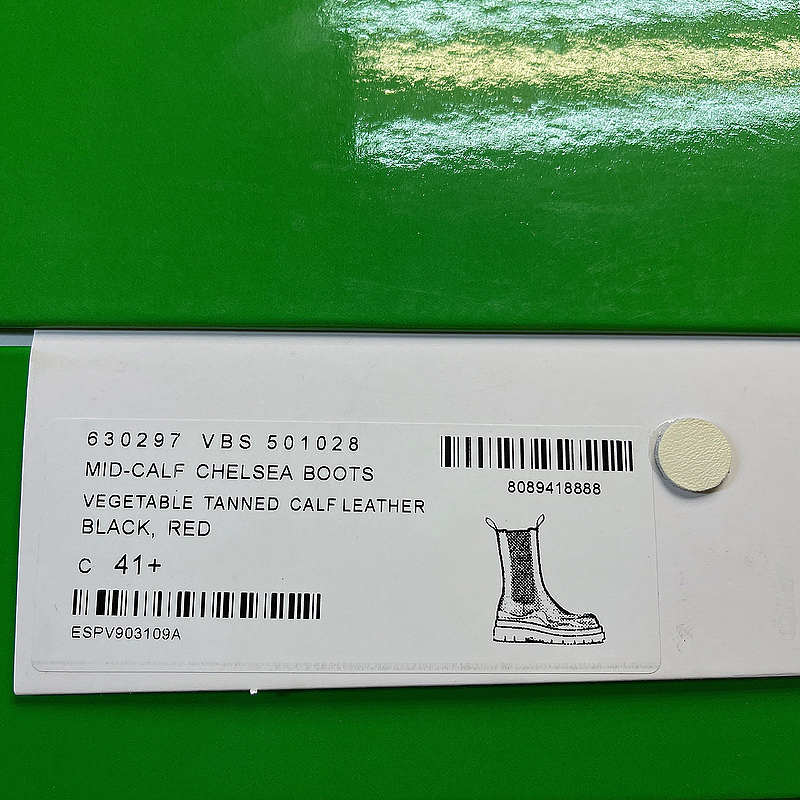 630297 VBS 501028
MID-CALF CHELSEA BOOTS
VEGETABLE TANNED CALF LEATHER
BLACK, RED
C 41+
ESPV903109A
8089418888